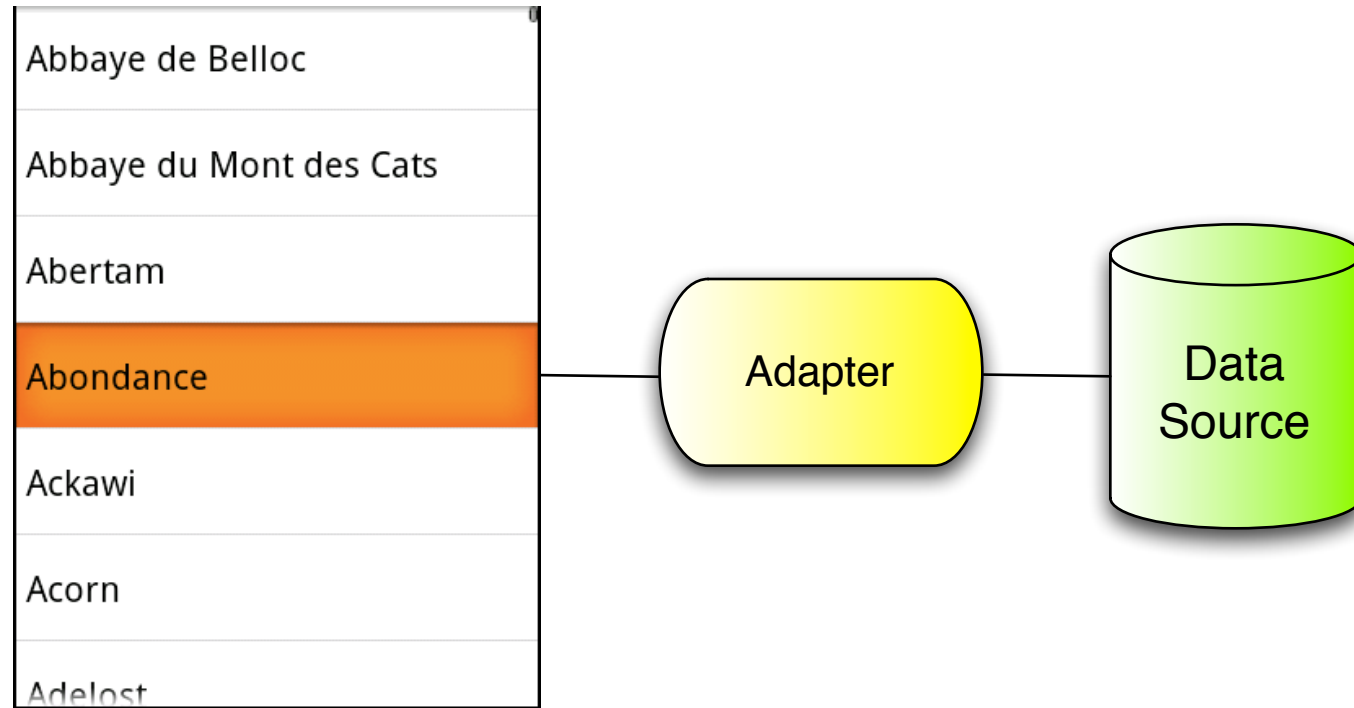 Abbaye de Belloc
Abbaye du Mont des Cats
Abertam
Abondance
Ackawi
Acorn
Adelost
Adapter
Data
Source